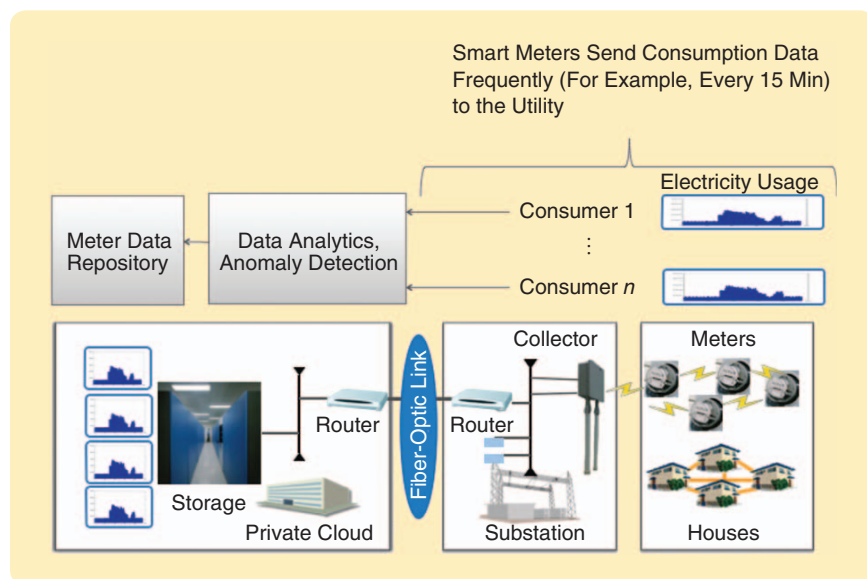 Smart Meters Send Consumption Data
Frequently (For Example, Every 15 Min)
to the Utility
Electricity Usage
Meter Data
Repository
Data Analytics,
Anomaly Detection
Consumer 1
⋮
Consumer n
Storage
Router
Private Cloud
Fiber-Optic Link
Collector
Router
Substation
Meters
Houses